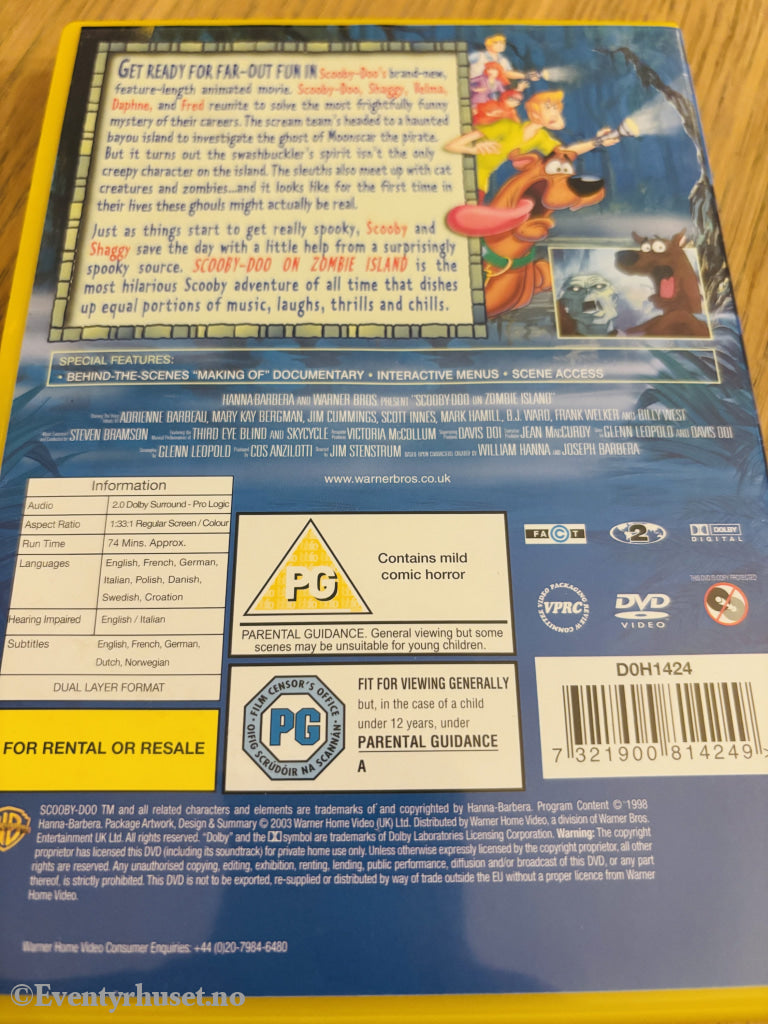 GET READY FOR FAR-OUT FUN IN Scooby-Doo's brand-new,
feature-length animated movie. Scooby-Doo, Shaggy, Velma,
Daphne, and Fred reunite to solve the most frightfully funny
mystery of their careers. The scream team's headed to a haunted
bayou island to investigate the ghost of Moonscar the pirate.
But it turns out the swashbuckler's spirit isn't the only
creepy character on the island. The sleuths also meet up with cat
creatures and zombies...and it looks like for the first time in
their lives these ghouls might actually be real.
Just as things start to get really spooky, Scooby and
Shaggy save the day with a little help from a surprisingly
spooky source. SCOOBY-DOO ON ZOMBIE ISLAND is the
most hilarious Scooby adventure of all time that dishes
up equal portions of music, laughs, thrills and chills.
SPECIAL FEATURES:
• BEHIND-THE-SCENES "MAKING OF" DOCUMENTARY • INTERACTIVE MENUS • SCENE ACCESS
HANNA BARBERA AND WARNER BROS. PRESENT "SCOOBY-DOO ON ZOMBIE ISLAND"
ADRIENNE BARBEAU, MARY KAY BERGMAN, JIM CUMMINGS, SCOTT INNES, MARK HAMILL, B.J. WARD, FRANK WELKER AND BILLY WEST
STEVEN BRAMSON THIRD EYE BLIND AND SKYCYCLE VICTORIA McCOLLUM DAVIS DOI JEAN MacCURDY GLENN LEOPOLD AND DAVIS DOI
GLENN LEOPOLD COS ANZILOTTI JIM STENSTRUM BASED UPON CHARACTERS CREATED BY WILLIAM HANNA AND JOSEPH BARBERA
www.warnerbros.co.uk
Information
Audio 2.0 Dolby Surround - Pro Logic
Aspect Ratio 1:33:1 Regular Screen / Colour
Run Time 74 Mins. Approx.
Languages English, French, German,
Italian, Polish, Danish,
Swedish, Croation
Hearing Impaired English / Italian
Subtitles English, French, German,
Dutch, Norwegian
DUAL LAYER FORMAT
FOR RENTAL OR RESALE
PG
Contains mild
comic horror
PARENTAL GUIDANCE. General viewing but some
scenes may be unsuitable for young children.
FILM CENSOR'S OFFICE
PG
OIFIG SCRÚDÓIR NA SCANNÁN
FIT FOR VIEWING GENERALLY
but, in the case of a child
under 12 years, under
PARENTAL GUIDANCE
A
FACT
2
DOLBY
DIGITAL
THIS DVD IS COPY PROTECTED
VIDEO PACKAGING REVIEW COMMITTEE
VPRC
DVD
VIDEO
D0H1424
7 321900 814249 >
WB
SCOOBY-DOO TM and all related characters and elements are trademarks of and copyrighted by Hanna-Barbera. Program Content © 1998
Hanna-Barbera. Package Artwork, Design & Summary © 2003 Warner Home Video (UK) Ltd. Distributed by Warner Home Video, a division of Warner Bros.
Entertainment UK Ltd. All rights reserved. "Dolby" and the symbol are trademarks of Dolby Laboratories Licensing Corporation. Warning: The copyright
proprietor has licensed this DVD (including its soundtrack) for private home use only. Unless otherwise expressly licensed by the copyright proprietor, all other
rights are reserved. Any unauthorised copying, editing, exhibition, renting, lending, public performance, diffusion and/or broadcast of this DVD, or any part
thereof, is strictly prohibited. This DVD is not to be exported, re-supplied or distributed by way of trade outside the EU without a proper licence from Warner
Home Video.
Warner Home Video Consumer Enquiries: +44 (0)20-7984-6480
©Eventyrhuset.no